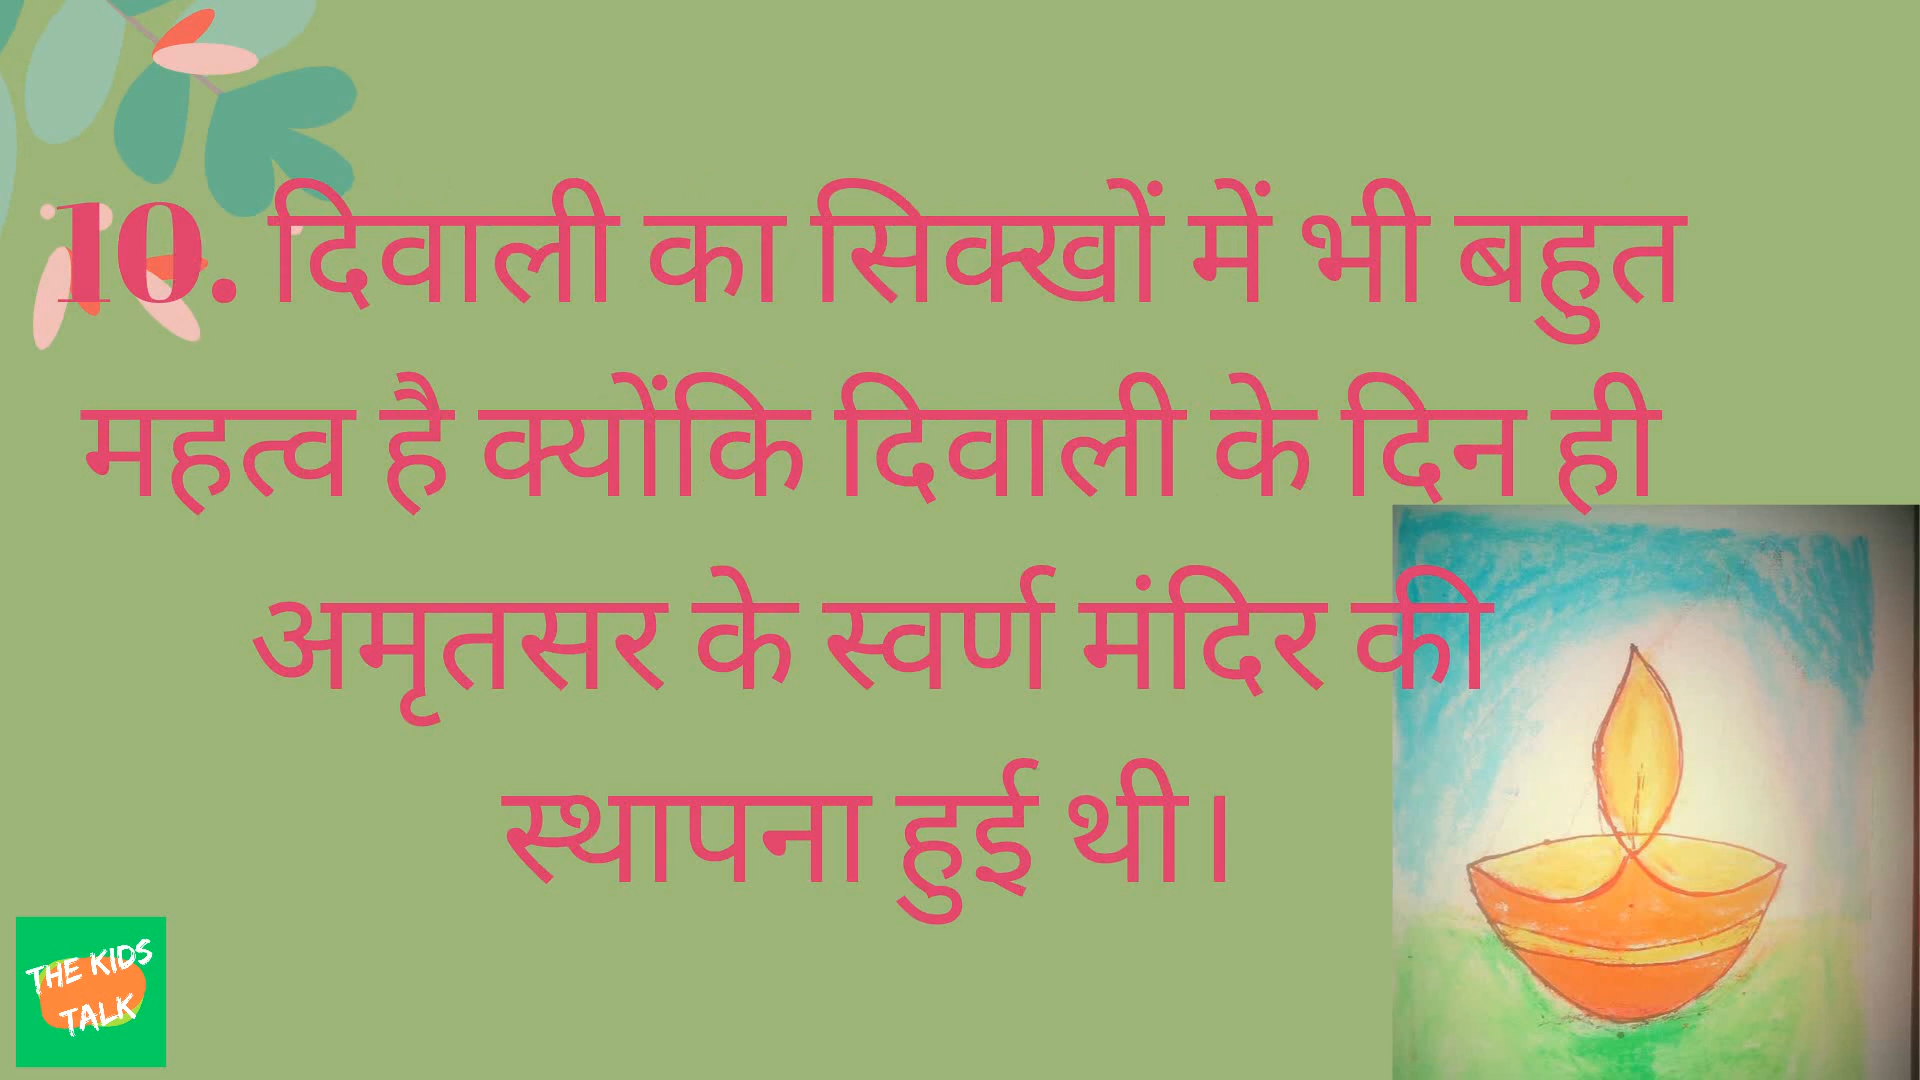 10. दिवाली का सिक्खों में भी बहुत
महत्व है क्योंकि दिवाली के दिन ही
अमृतसर के स्वर्ण मंदिर की
स्थापना हुई थी।
THE KIDS
TALK